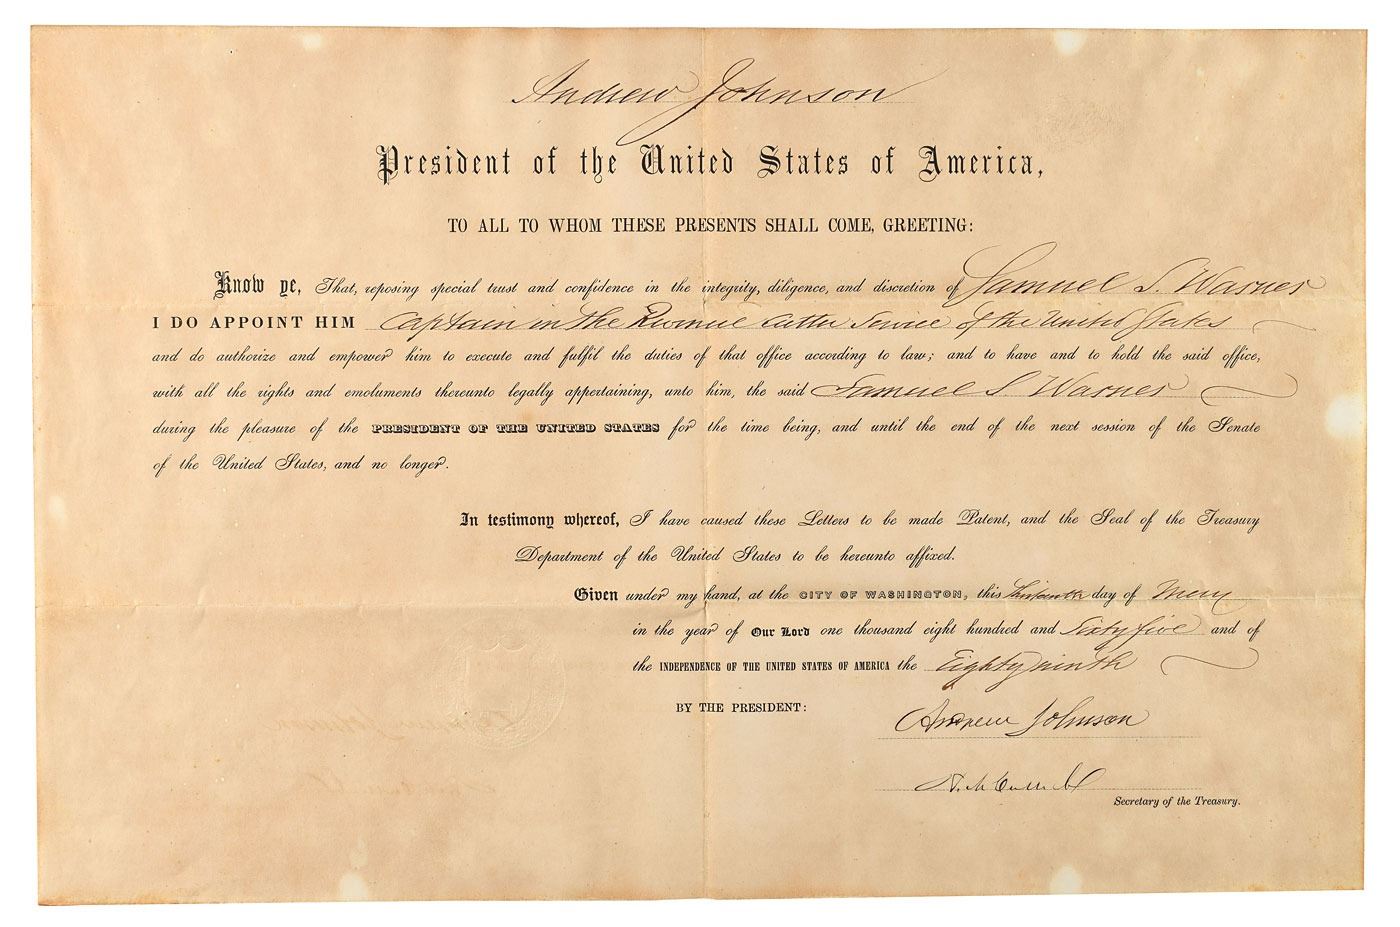 Andrew Johnson
President of the United States of America,
TO ALL TO WHOM THESE PRESENTS SHALL COME, GREETING:
Know ye, That, reposing special trust and confidence in the integrity, diligence, and discretion of Samuel S. Warner
I DO APPOINT HIM Captain in the Revenue Cutter Service of the United States
and do authorize and empower him to execute and fulfil the duties of that office according to law; and to have and to hold the said office,
with all the rights and emoluments thereunto legally appertaining, unto him, the said Samuel S. Warner
during the pleasure of the PRESIDENT OF THE UNITED STATES for the time being, and until the end of the next session of the Senate
of the United States, and no longer.
In testimony whereof, I have caused these Letters to be made Patent, and the Seal of the Treasury
Department of the United States to be hereunto affixed.
Given under my hand, at the CITY OF WASHINGTON, this thirteenth day of May
in the year of Our Lord one thousand eight hundred and Sixty five and of
the INDEPENDENCE OF THE UNITED STATES OF AMERICA the Eighty ninth
BY THE PRESIDENT:
Andrew Johnson
H. McCulloch
Secretary of the Treasury.